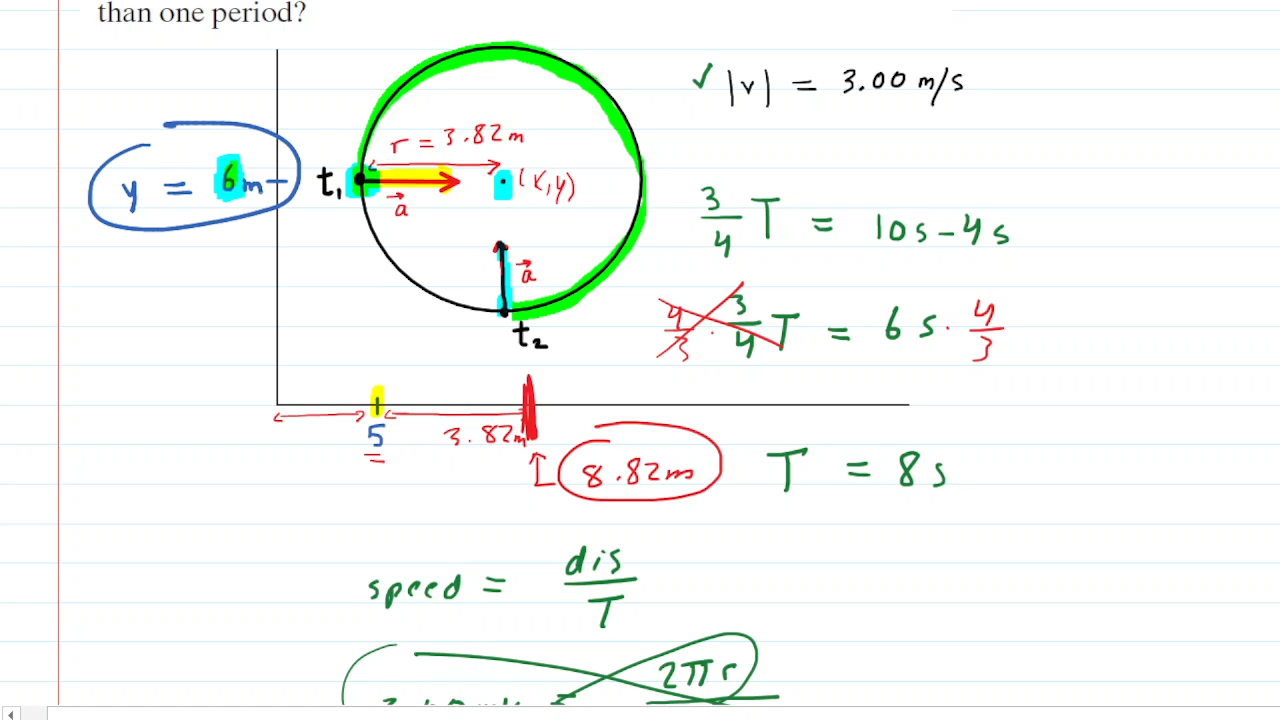 than one period?
✓ |v| = 3.00 m/s
r = 3.82m
y = 6m
t₁
a⃗
(x,y)
3/4 T = 10s - 4s
a⃗
t₂
4/3 · 3/4 T = 6 s · 4/3
5
3.82m
8.82m
T = 8s
speed = dis/T
2πr